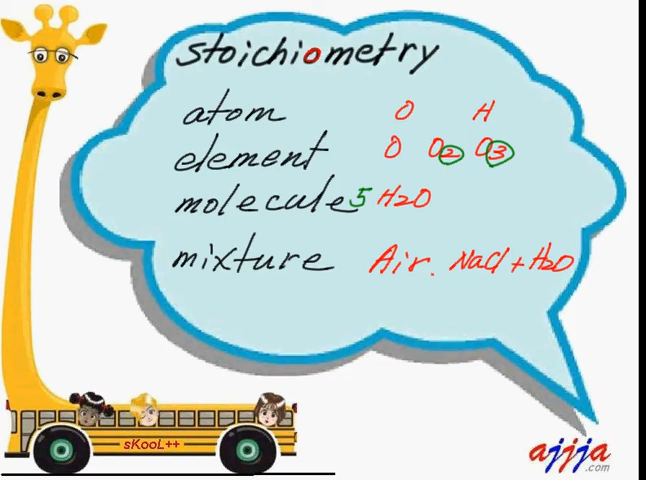 stoichiometry
atom O H
element O O2 O3
molecule 5 H2O
mixture Air. NaCl + H2O
sKooL++
ajjja
.com